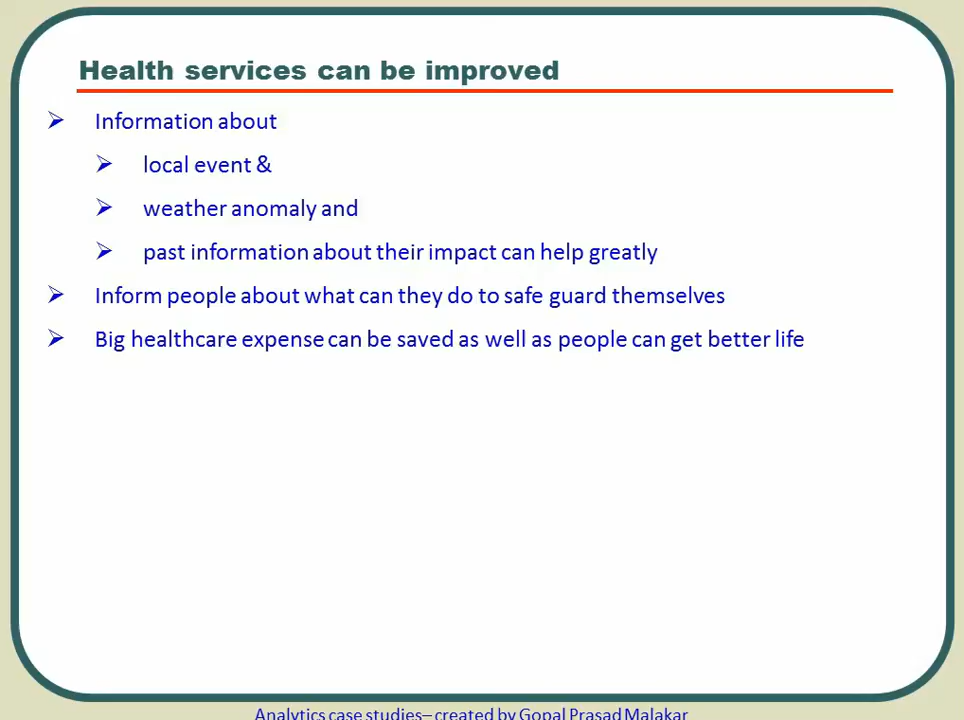 Health services can be improved
Information about
local event &
weather anomaly and
past information about their impact can help greatly
Inform people about what can they do to safe guard themselves
Big healthcare expense can be saved as well as people can get better life
Analytics case studies– created by Gopal Prasad Malakar